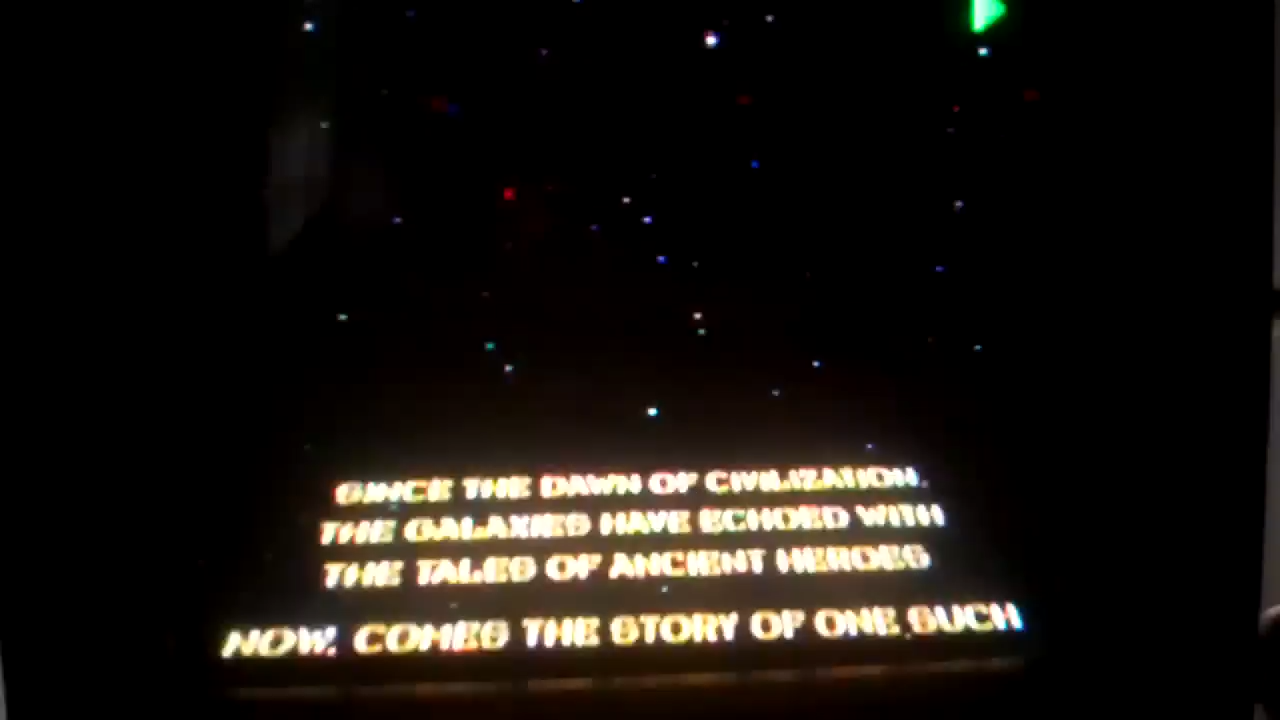 SINCE THE DAWN OF CIVILIZATION,
THE GALAXIES HAVE ECHOED WITH
THE TALES OF ANCIENT HEROES
NOW, COMES THE STORY OF ONE SUCH